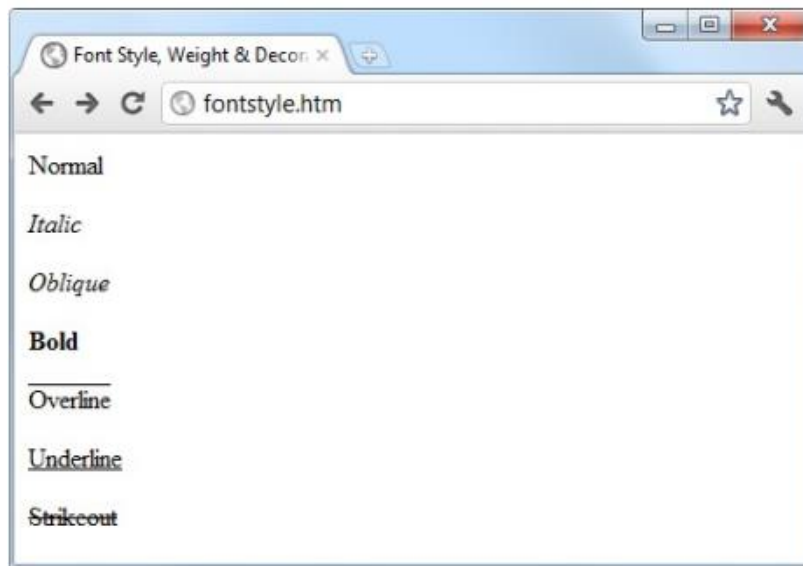 Font Style, Weight & Decor
fontstyle.htm
Normal
Italic
Oblique
Bold
Overline
Underline
Strikeout